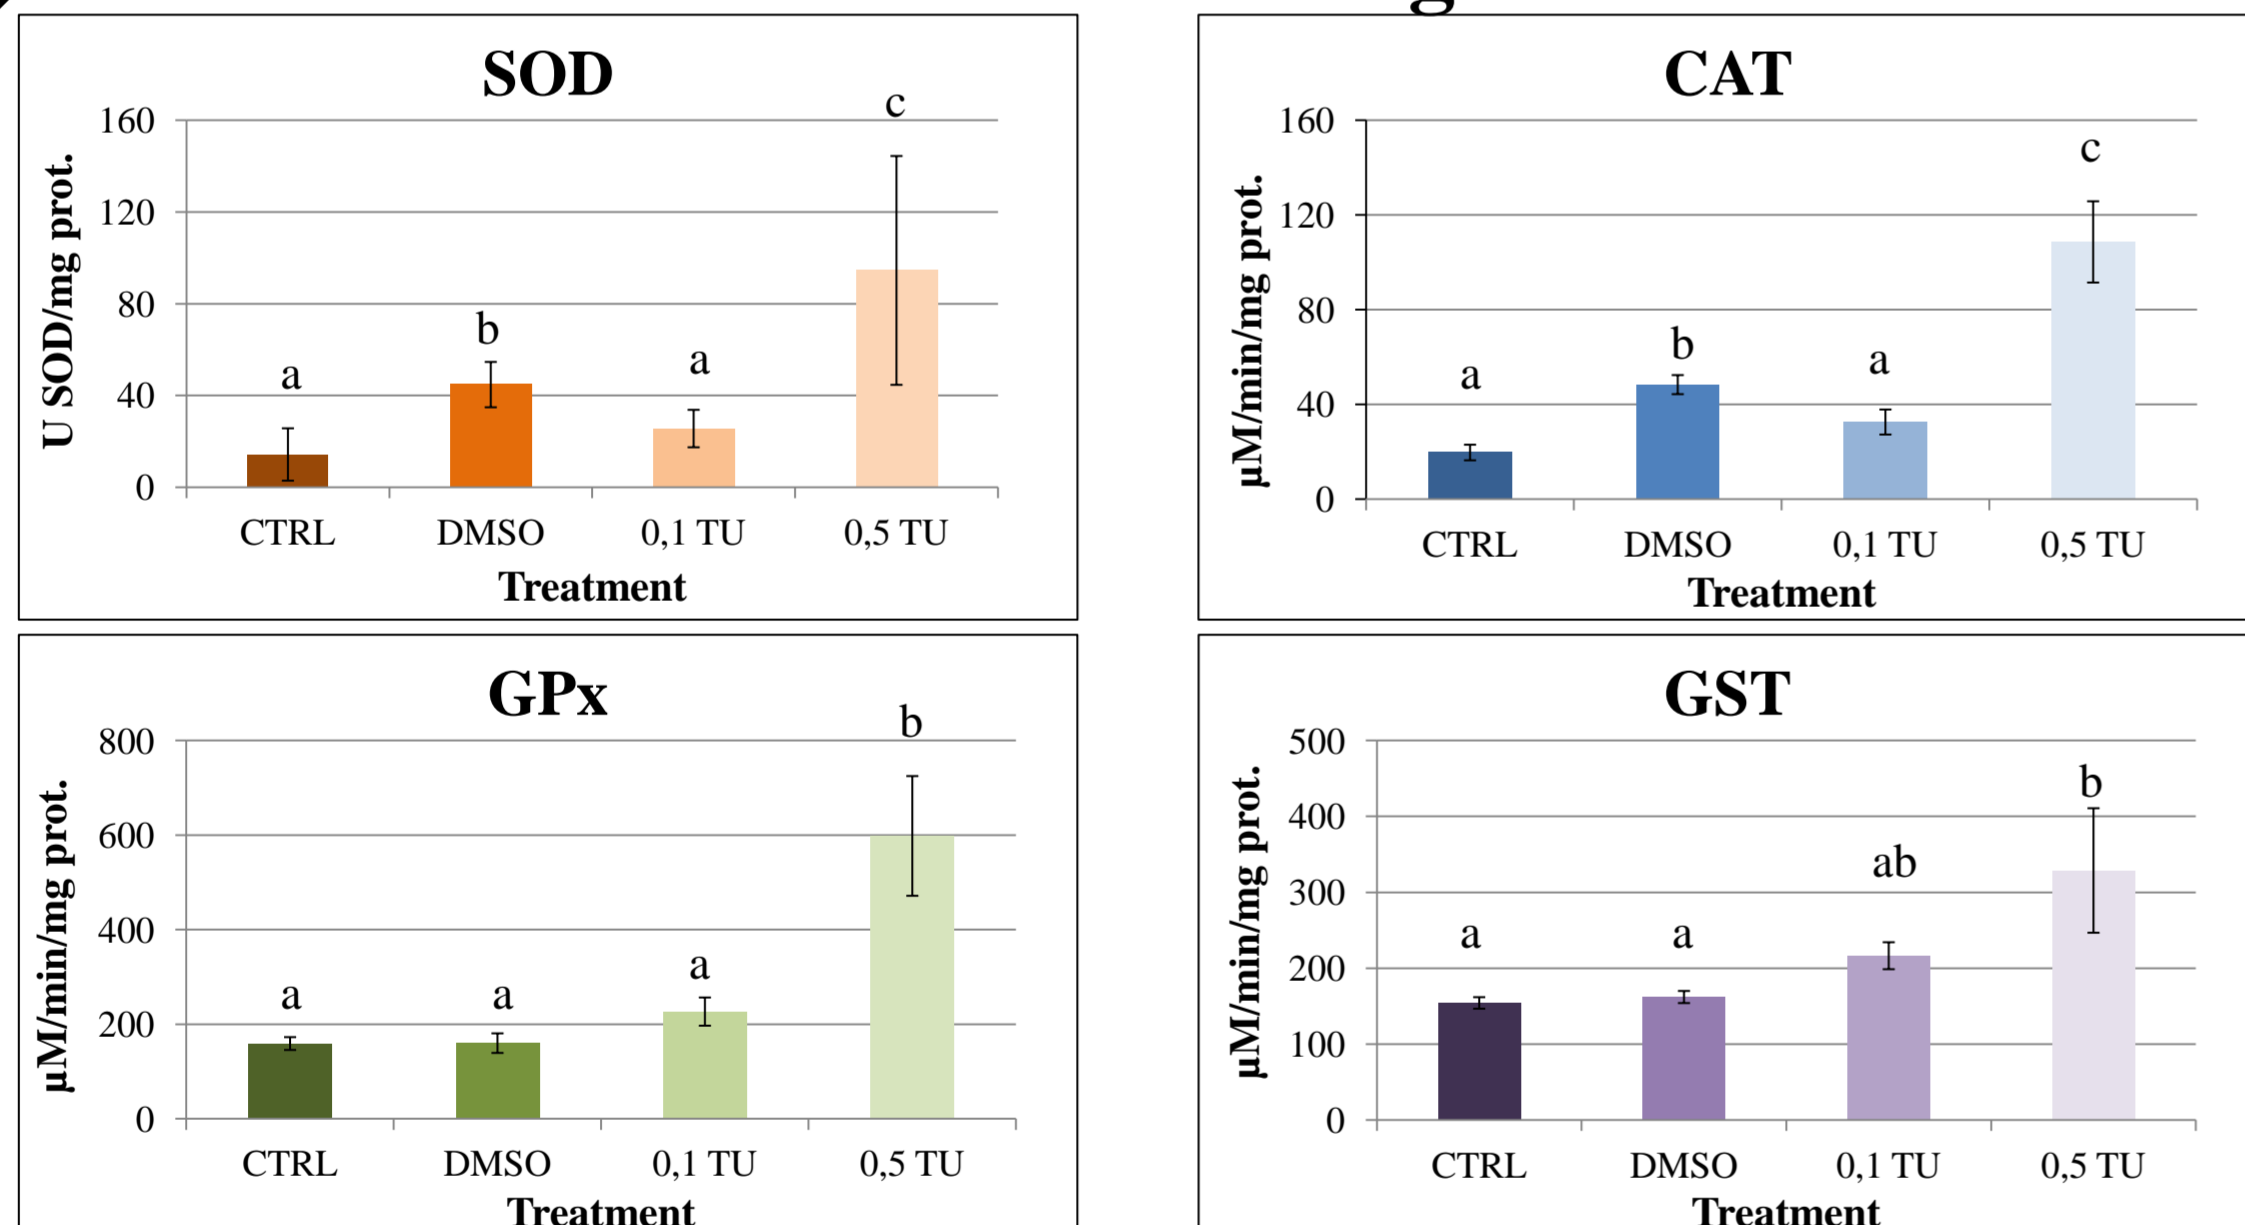 SOD
c
160
120
80
40
0
b
a
a
U SOD/mg prot.
CTRL DMSO 0,1 TU 0,5 TU
Treatment
CAT
160
120
80
40
0
c
b
a
a
µM/min/mg prot.
CTRL DMSO 0,1 TU 0,5 TU
Treatment
GPx
b
800
600
400
200
0
a
a
a
µM/min/mg prot.
CTRL DMSO 0,1 TU 0,5 TU
Treatment
GST
500
400
300
200
100
0
b
ab
a
a
µM/min/mg prot.
CTRL DMSO 0,1 TU 0,5 TU
Treatment